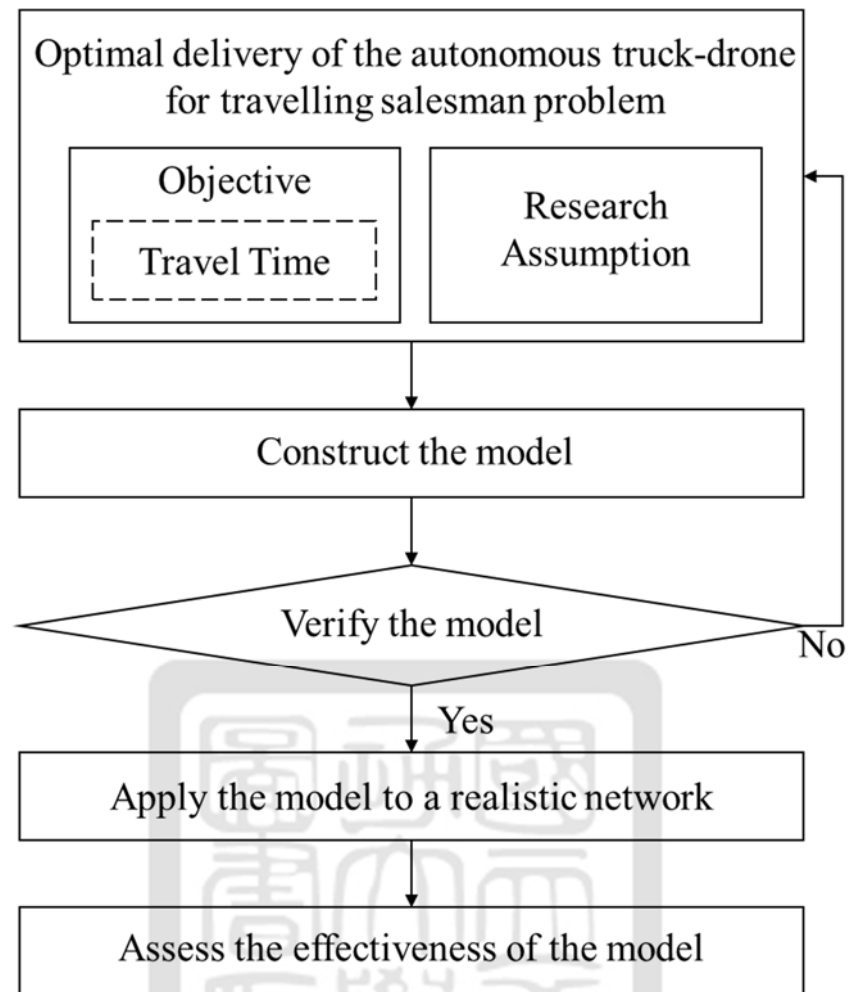 Optimal delivery of the autonomous truck-drone
for travelling salesman problem
Objective
Travel Time
Research
Assumption
Construct the model
Verify the model
No
Yes
Apply the model to a realistic network
Assess the effectiveness of the model